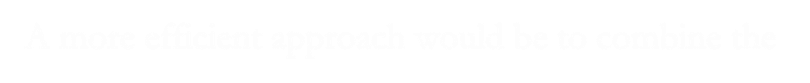 A more efficient approach would be to combine the